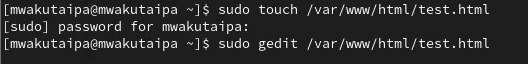 [mwakutaipa@mwakutaipa ~]$ sudo touch /var/www/html/test.html
[sudo] password for mwakutaipa:
[mwakutaipa@mwakutaipa ~]$ sudo gedit /var/www/html/test.html